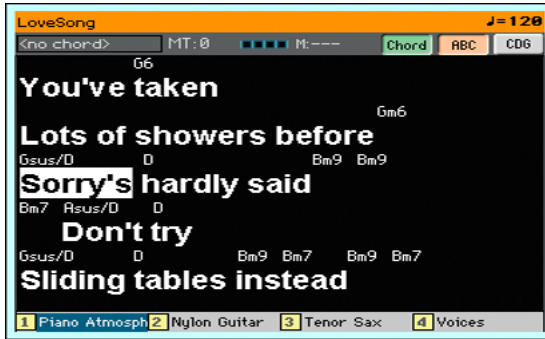 LoveSong ♩=120
<no chord> MT:0 M:--- Chord ABC CDG
G6
You've taken
Gm6
Lots of showers before
Gsus/D D Bm9 Bm9
Sorry's hardly said
Bm7 Asus/D D
Don't try
Gsus/D D Bm9 Bm7 Bm9 Bm7
Sliding tables instead
1 Piano Atmosph 2 Nylon Guitar 3 Tenor Sax 4 Voices